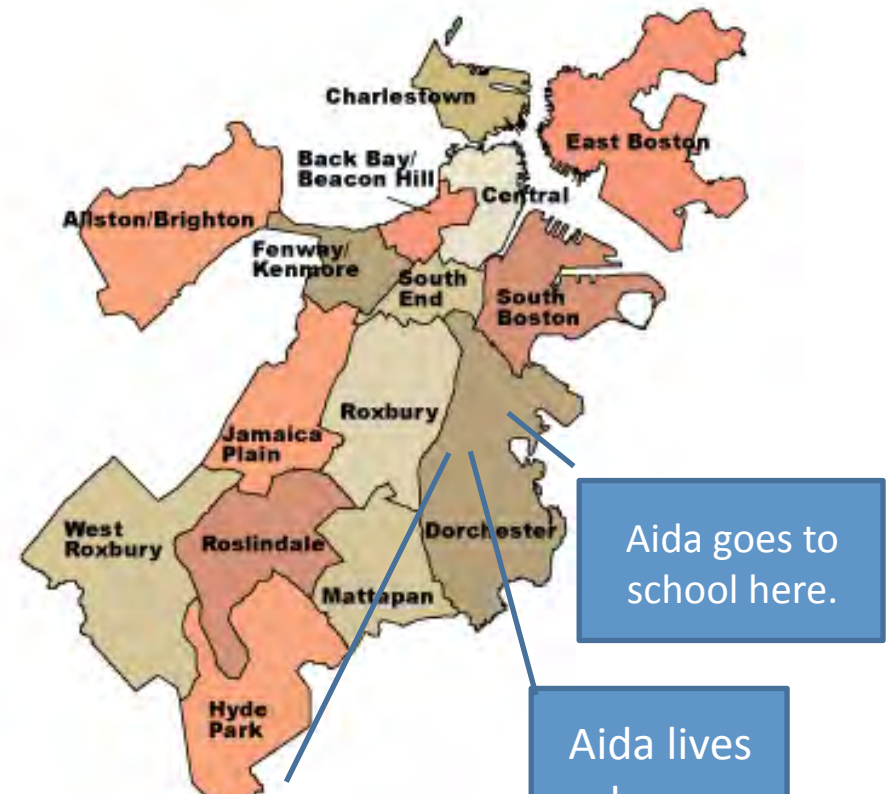 Charlestown
East Boston
Back Bay/
Beacon Hill
Central
Allston/Brighton
Fenway/
Kenmore
South
End
South
Boston
Roxbury
Jamaica
Plain
West
Roxbury
Roslindale
Dorchester
Aida goes to
school here.
Mattapan
Hyde
Park
Aida lives